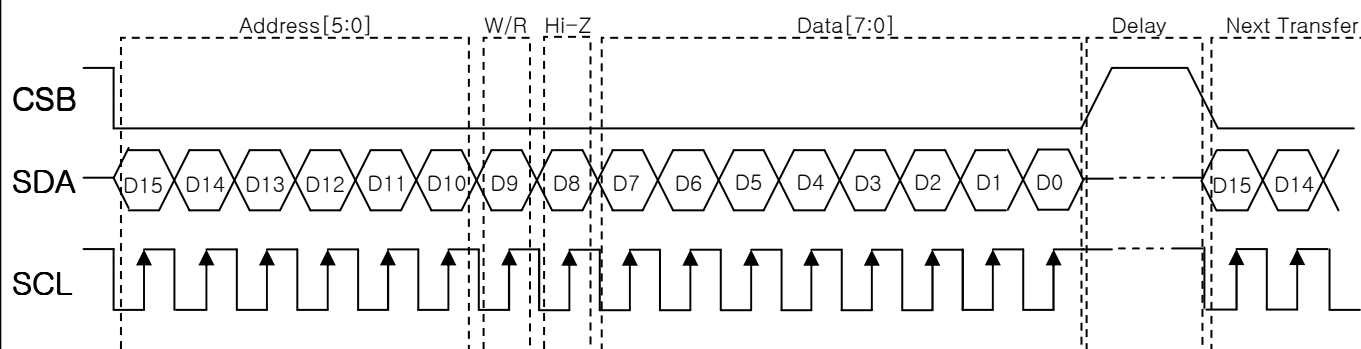 Address[5:0] W/R Hi-Z Data[7:0] Delay Next Transfer
CSB
SDA D15 D14 D13 D12 D11 D10 D9 D8 D7 D6 D5 D4 D3 D2 D1 D0 D15 D14
SCL